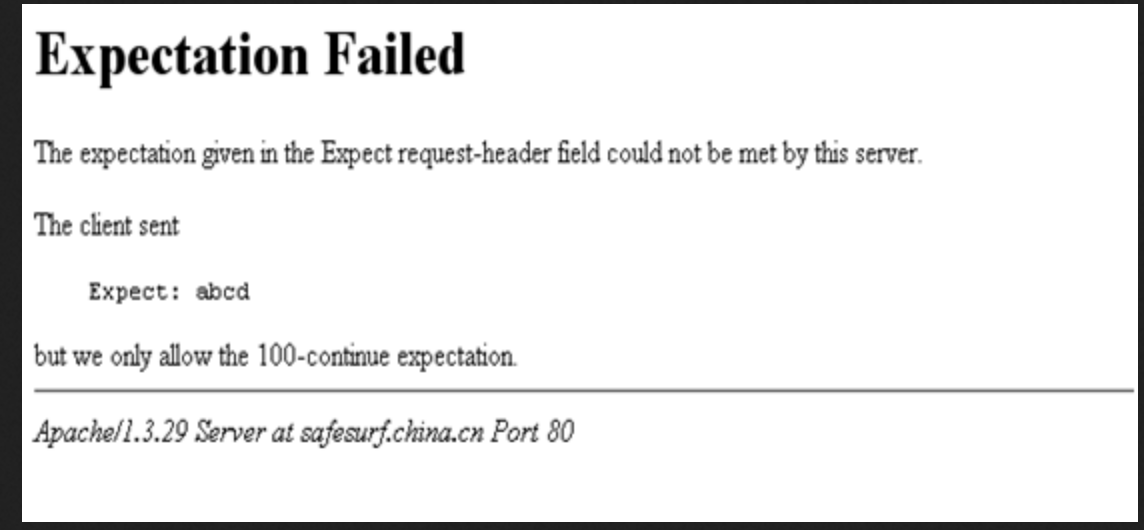 Expectation Failed
The expectation given in the Expect request-header field could not be met by this server.
The client sent
Expect: abcd
but we only allow the 100-continue expectation.
Apache/1.3.29 Server at safesurf.china.cn Port 80